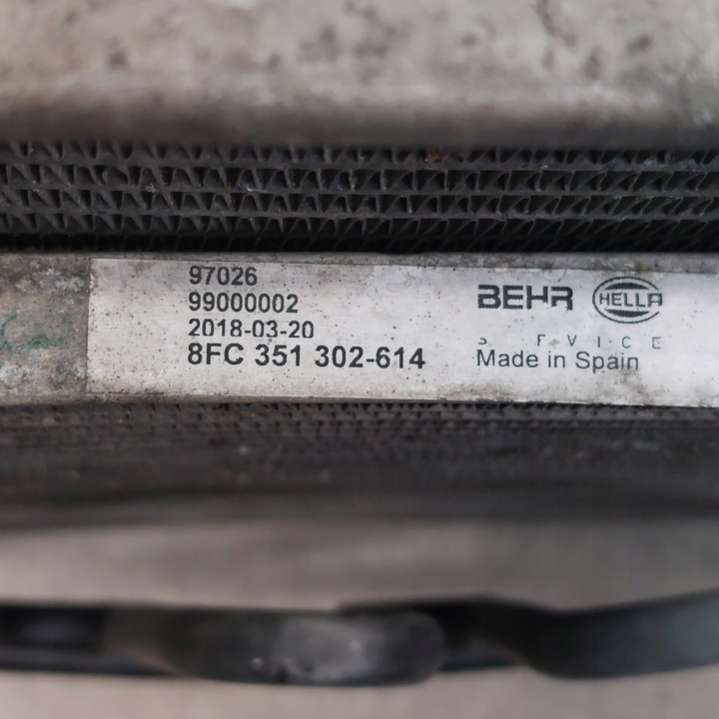 97026
99000002
2018-03-20
8FC 351 302-614
BEHR HELLA
Made in Spain